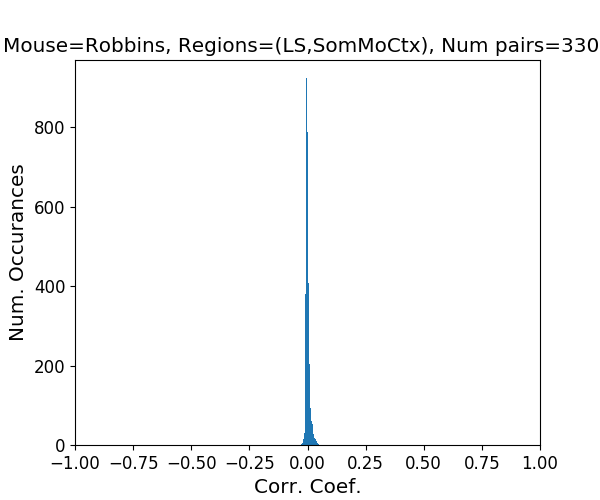 Mouse=Robbins, Regions=(LS,SomMoCtx), Num pairs=330
Num. Occurances
800
600
400
200
0
−1.00 −0.75 −0.50 −0.25 0.00 0.25 0.50 0.75 1.00
Corr. Coef.